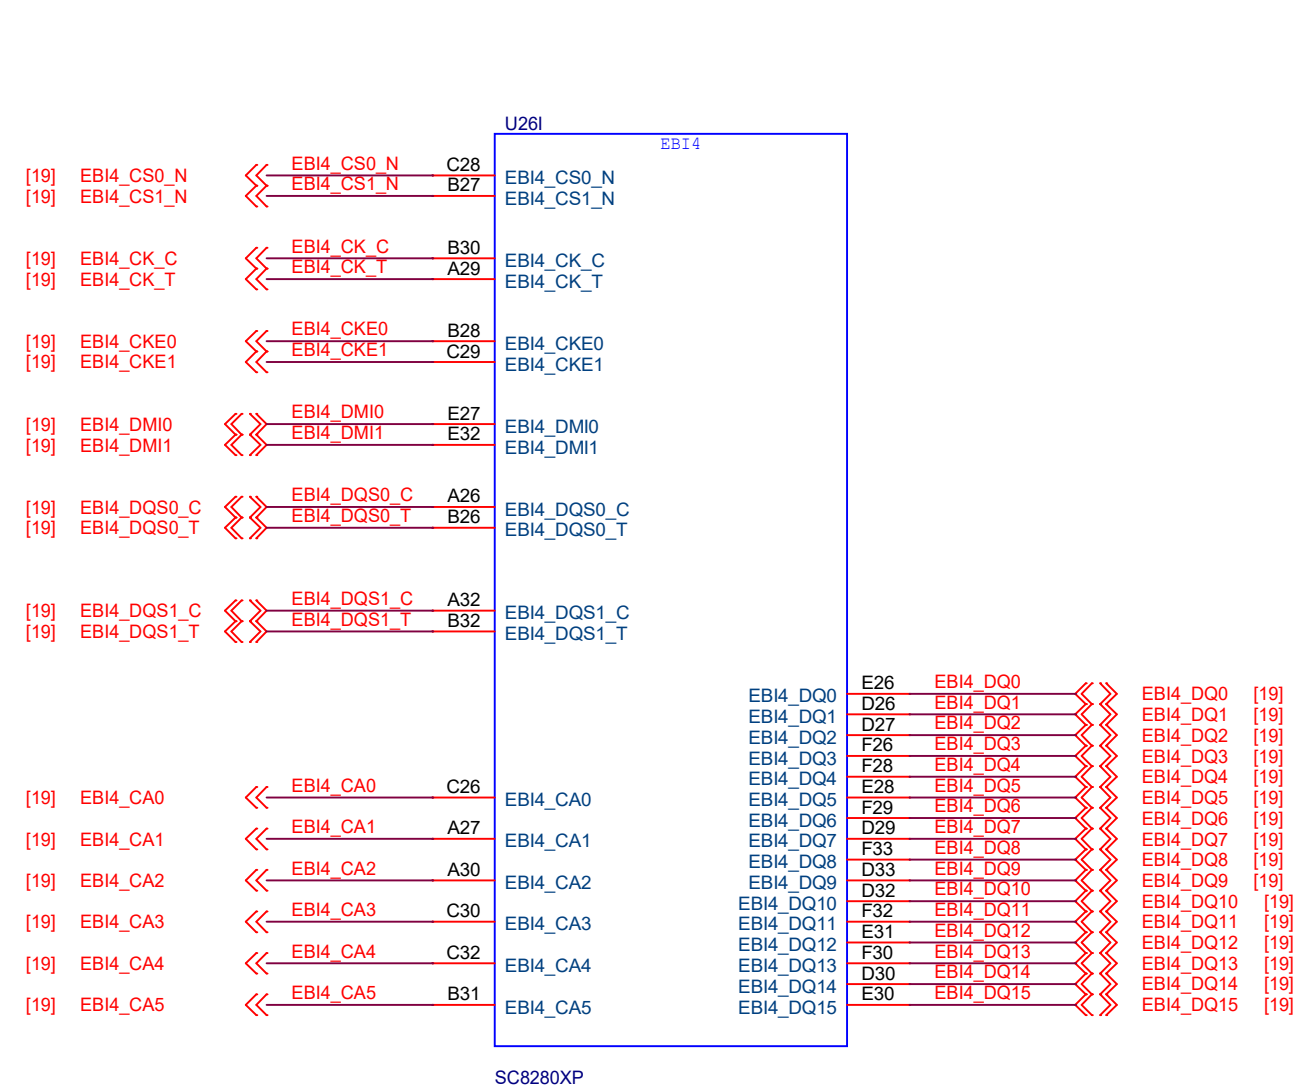 U26I
EBI4
[19] EBI4_CS0_N EBI4_CS0_N C28 EBI4_CS0_N
[19] EBI4_CS1_N EBI4_CS1_N B27 EBI4_CS1_N
[19] EBI4_CK_C EBI4_CK_C B30 EBI4_CK_C
[19] EBI4_CK_T EBI4_CK_T A29 EBI4_CK_T
[19] EBI4_CKE0 EBI4_CKE0 B28 EBI4_CKE0
[19] EBI4_CKE1 EBI4_CKE1 C29 EBI4_CKE1
[19] EBI4_DMI0 EBI4_DMI0 E27 EBI4_DMI0
[19] EBI4_DMI1 EBI4_DMI1 E32 EBI4_DMI1
[19] EBI4_DQS0_C EBI4_DQS0_C A26 EBI4_DQS0_C
[19] EBI4_DQS0_T EBI4_DQS0_T B26 EBI4_DQS0_T
[19] EBI4_DQS1_C EBI4_DQS1_C A32 EBI4_DQS1_C
[19] EBI4_DQS1_T EBI4_DQS1_T B32 EBI4_DQS1_T
[19] EBI4_CA0 EBI4_CA0 C26 EBI4_CA0
[19] EBI4_CA1 EBI4_CA1 A27 EBI4_CA1
[19] EBI4_CA2 EBI4_CA2 A30 EBI4_CA2
[19] EBI4_CA3 EBI4_CA3 C30 EBI4_CA3
[19] EBI4_CA4 EBI4_CA4 C32 EBI4_CA4
[19] EBI4_CA5 EBI4_CA5 B31 EBI4_CA5
EBI4_DQ0 E26 EBI4_DQ0 EBI4_DQ0 [19]
EBI4_DQ1 D26 EBI4_DQ1 EBI4_DQ1 [19]
EBI4_DQ2 D27 EBI4_DQ2 EBI4_DQ2 [19]
EBI4_DQ3 F26 EBI4_DQ3 EBI4_DQ3 [19]
EBI4_DQ4 F28 EBI4_DQ4 EBI4_DQ4 [19]
EBI4_DQ5 E28 EBI4_DQ5 EBI4_DQ5 [19]
EBI4_DQ6 F29 EBI4_DQ6 EBI4_DQ6 [19]
EBI4_DQ7 D29 EBI4_DQ7 EBI4_DQ7 [19]
EBI4_DQ8 F33 EBI4_DQ8 EBI4_DQ8 [19]
EBI4_DQ9 D33 EBI4_DQ9 EBI4_DQ9 [19]
EBI4_DQ10 D32 EBI4_DQ10 EBI4_DQ10 [19]
EBI4_DQ11 F32 EBI4_DQ11 EBI4_DQ11 [19]
EBI4_DQ12 E31 EBI4_DQ12 EBI4_DQ12 [19]
EBI4_DQ13 F30 EBI4_DQ13 EBI4_DQ13 [19]
EBI4_DQ14 D30 EBI4_DQ14 EBI4_DQ14 [19]
EBI4_DQ15 E30 EBI4_DQ15 EBI4_DQ15 [19]
SC8280XP